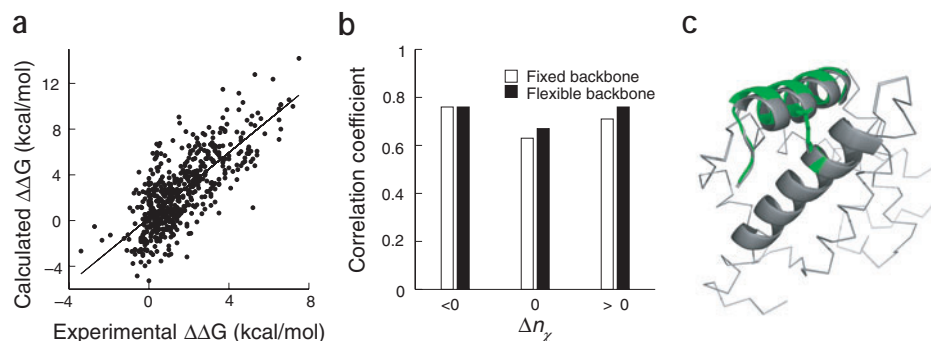 a
Calculated ΔΔG (kcal/mol)
12
8
4
0
−4
−4
0
4
8
Experimental ΔΔG (kcal/mol)
b
Correlation coefficient
1
0.8
0.6
0.4
0.2
0
Fixed backbone
Flexible backbone
<0
0
> 0
Δnχ
c